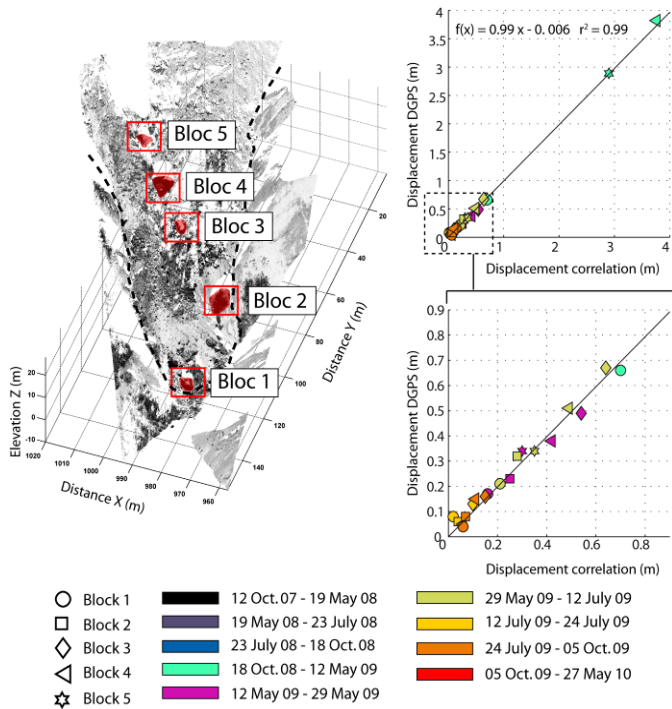 Bloc 5
Bloc 4
Bloc 3
Bloc 2
Bloc 1
Elevation Z (m)
20
10
0
-10
1020
1010
1000
990
980
970
960
Distance X (m)
20
40
60
80
100
120
140
Distance Y (m)
f(x) = 0.99 x - 0.006 r² = 0.99
Displacement DGPS (m)
4
3.5
3
2.5
2
1.5
1
0.5
0
0
1
2
3
4
Displacement correlation (m)
Displacement DGPS (m)
0.9
0.8
0.7
0.6
0.5
0.4
0.3
0.2
0.1
0
0.2
0.4
0.6
0.8
Displacement correlation (m)
Block 1
Block 2
Block 3
Block 4
Block 5
12 Oct. 07 - 19 May 08
19 May 08 - 23 July 08
23 July 08 - 18 Oct. 08
18 Oct. 08 - 12 May 09
12 May 09 - 29 May 09
29 May 09 - 12 July 09
12 July 09 - 24 July 09
24 July 09 - 05 Oct. 09
05 Oct. 09 - 27 May 10